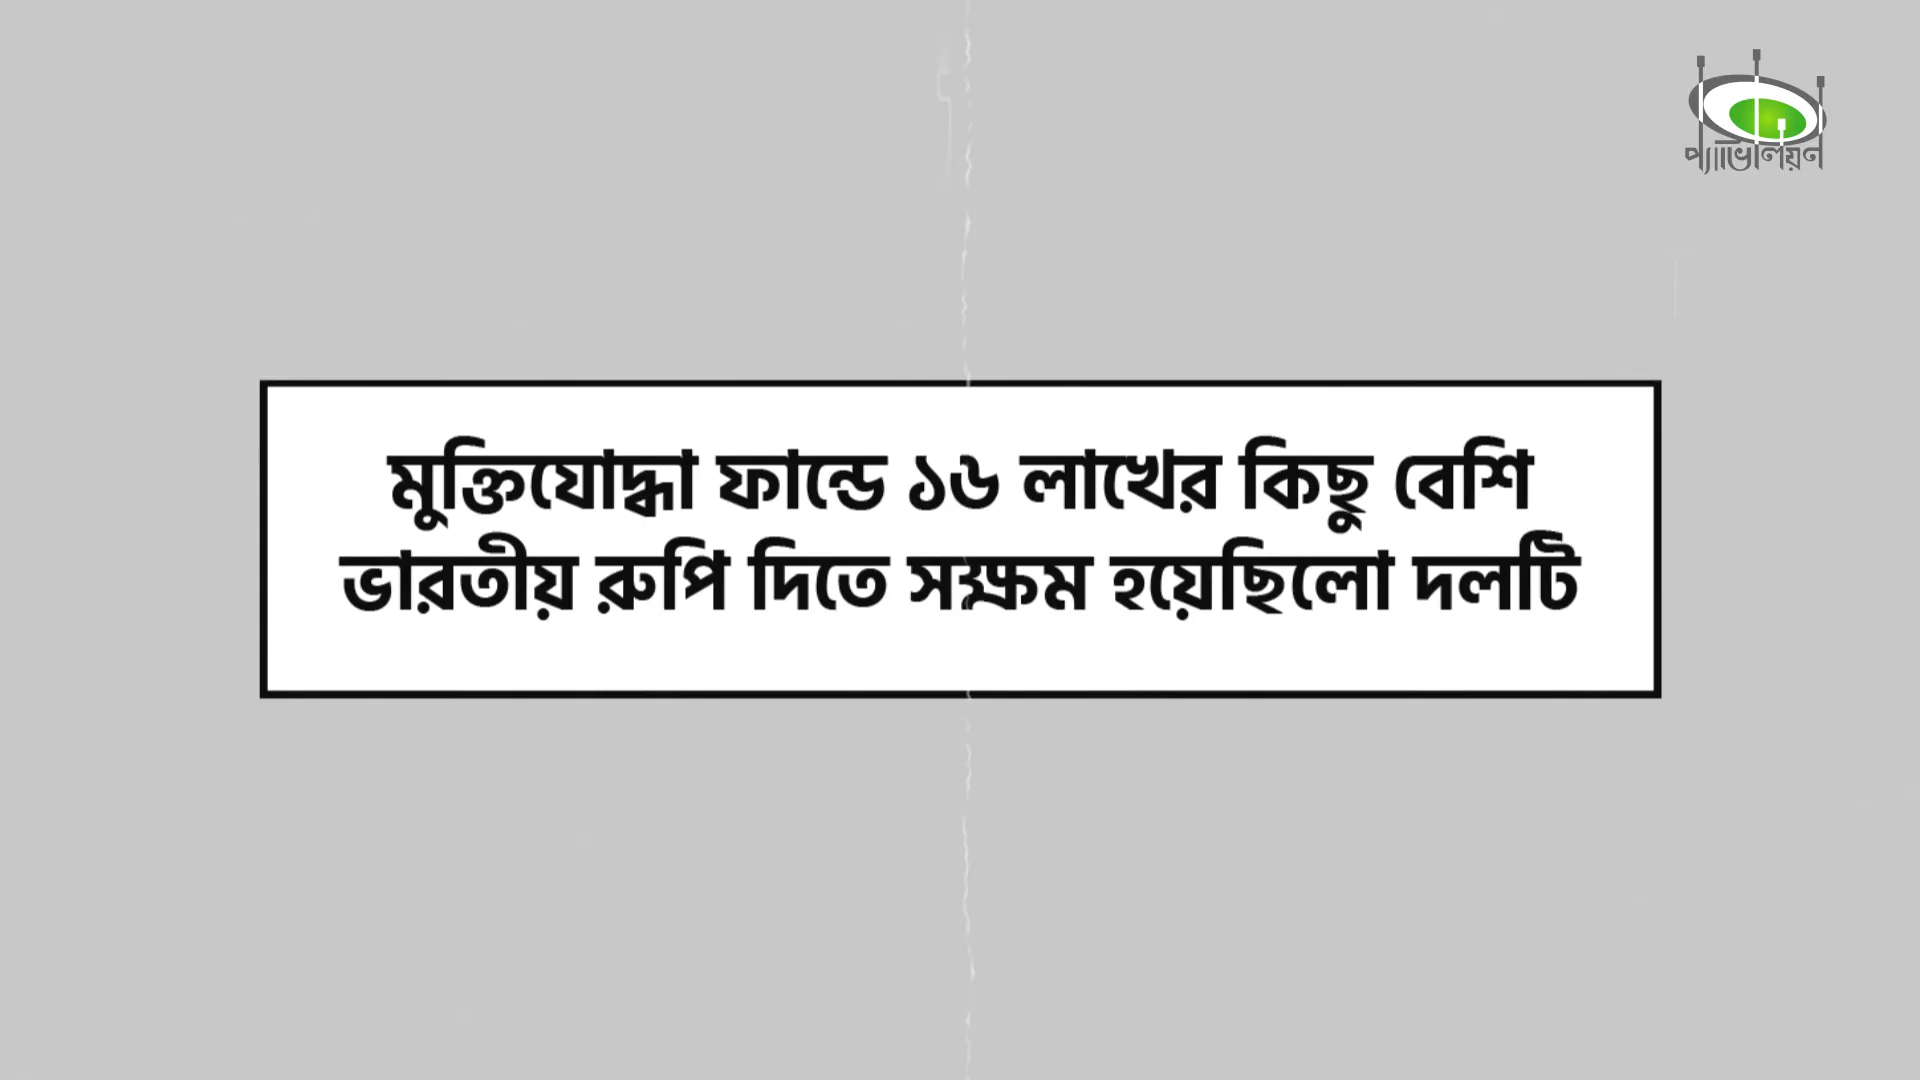 প্যাভিলিয়ন
মুক্তিযোদ্ধা ফান্ডে ১৬ লাখের কিছু বেশি
ভারতীয় রুপি দিতে সক্ষম হয়েছিলো দলটি